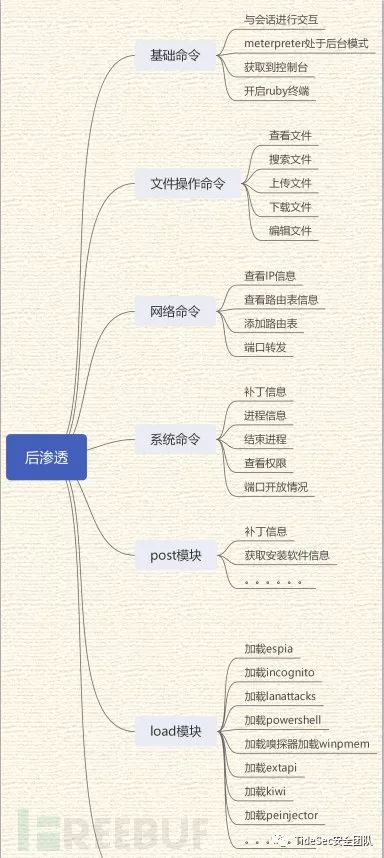 基础命令
与会话进行交互
meterpreter处于后台模式
获取到控制台
开启ruby终端
文件操作命令
查看文件
搜索文件
上传文件
下载文件
编辑文件
网络命令
查看IP信息
查看路由表信息
添加路由表
端口转发
后渗透
系统命令
补丁信息
进程信息
结束进程
查看权限
端口开放情况
post模块
补丁信息
获取安装软件信息
。。。。。。
load模块
加载espia
加载incognito
加载lanattacks
加载powershell
加载嗅探器加载winpmem
加载extapi
加载kiwi
加载peinjector
。。。。。。
FREEBUF
TideSec安全团队